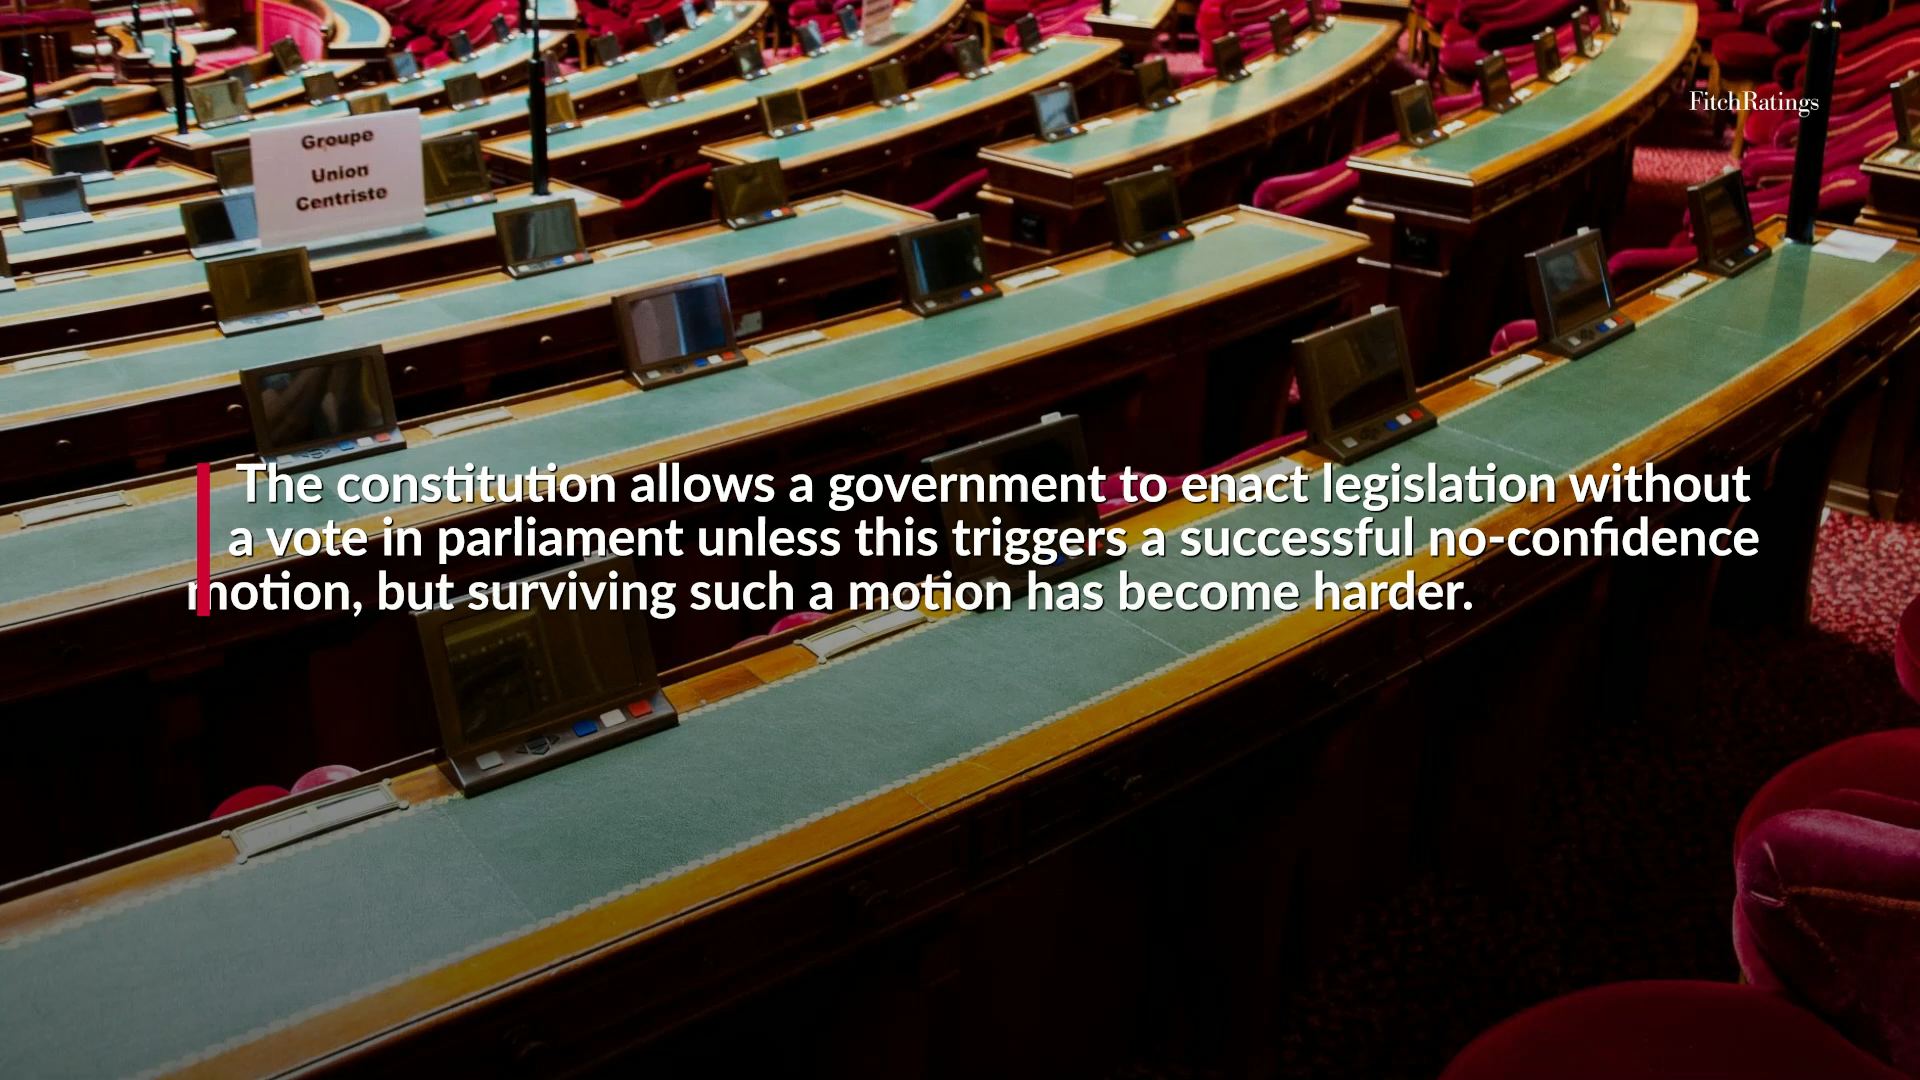 FitchRatings
Groupe
Union
Centriste
The constitution allows a government to enact legislation without
a vote in parliament unless this triggers a successful no-confidence
motion, but surviving such a motion has become harder.